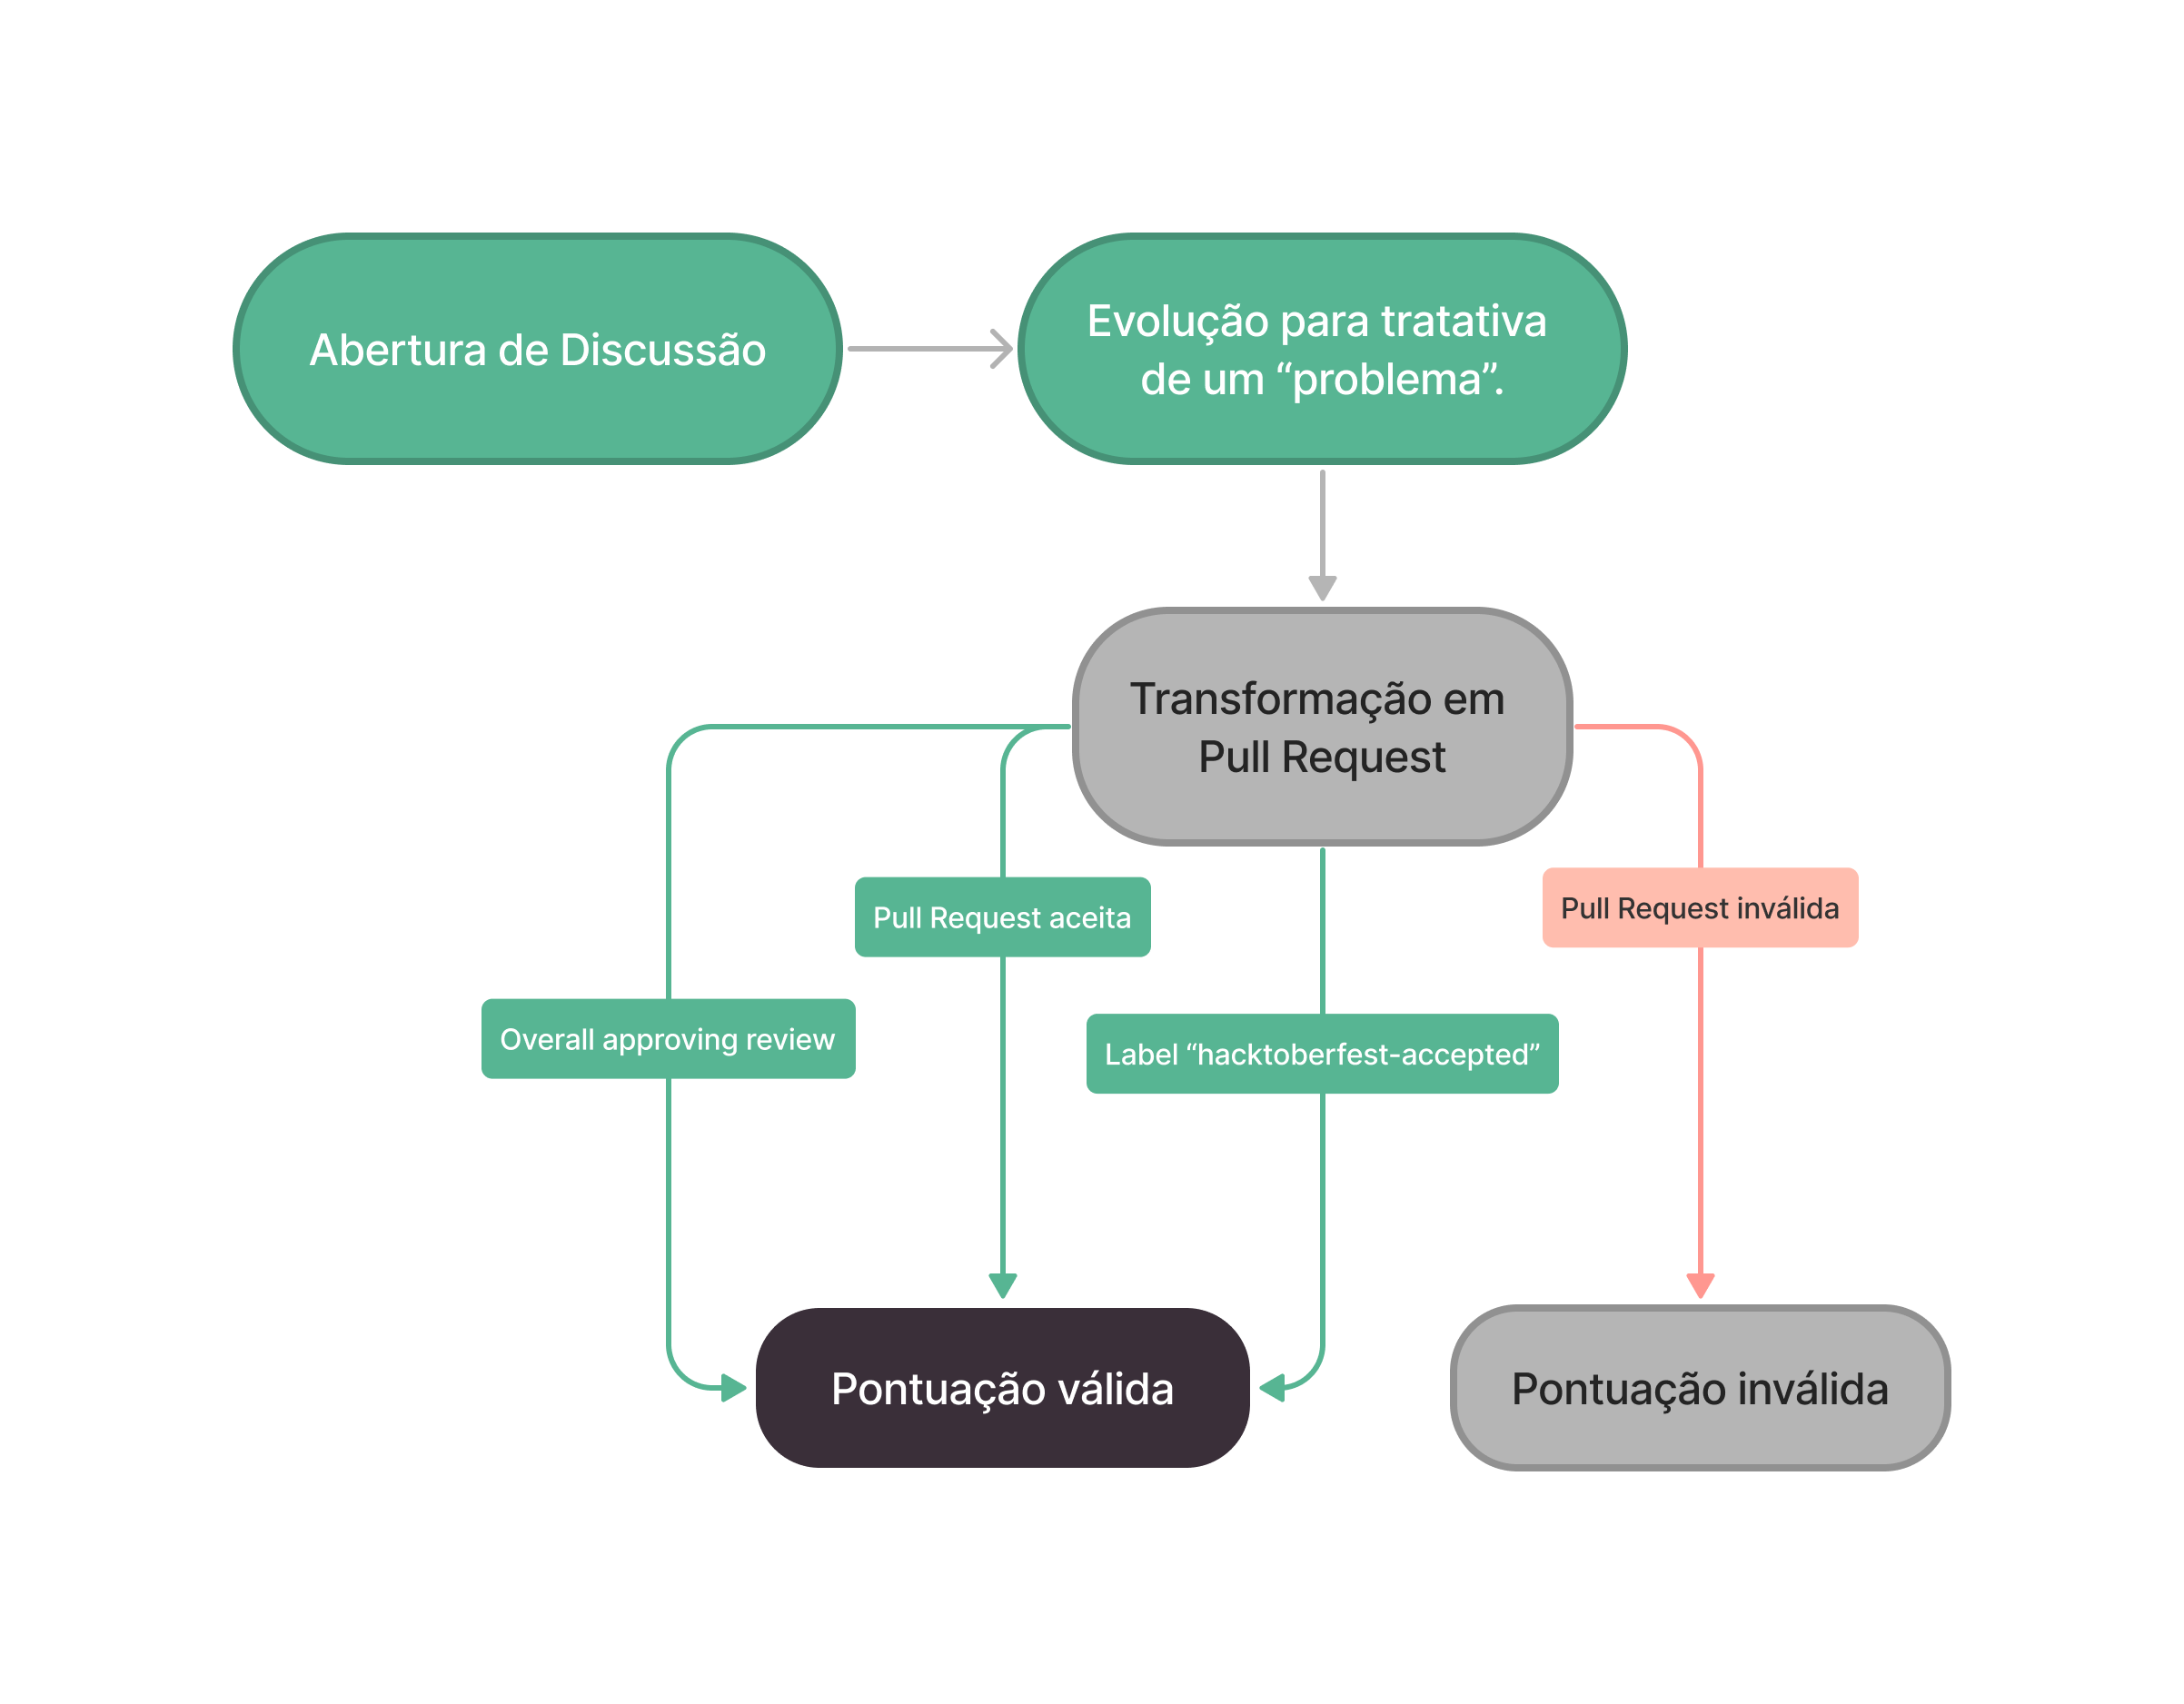 Abertura de Discussão
Evolução para tratativa
de um “problema”.
Transformação em
Pull Request
Pull Request aceita
Pull Request inválida
Overall approving review
Label “hacktoberfest-accepted”
Pontuação válida
Pontuação inválida